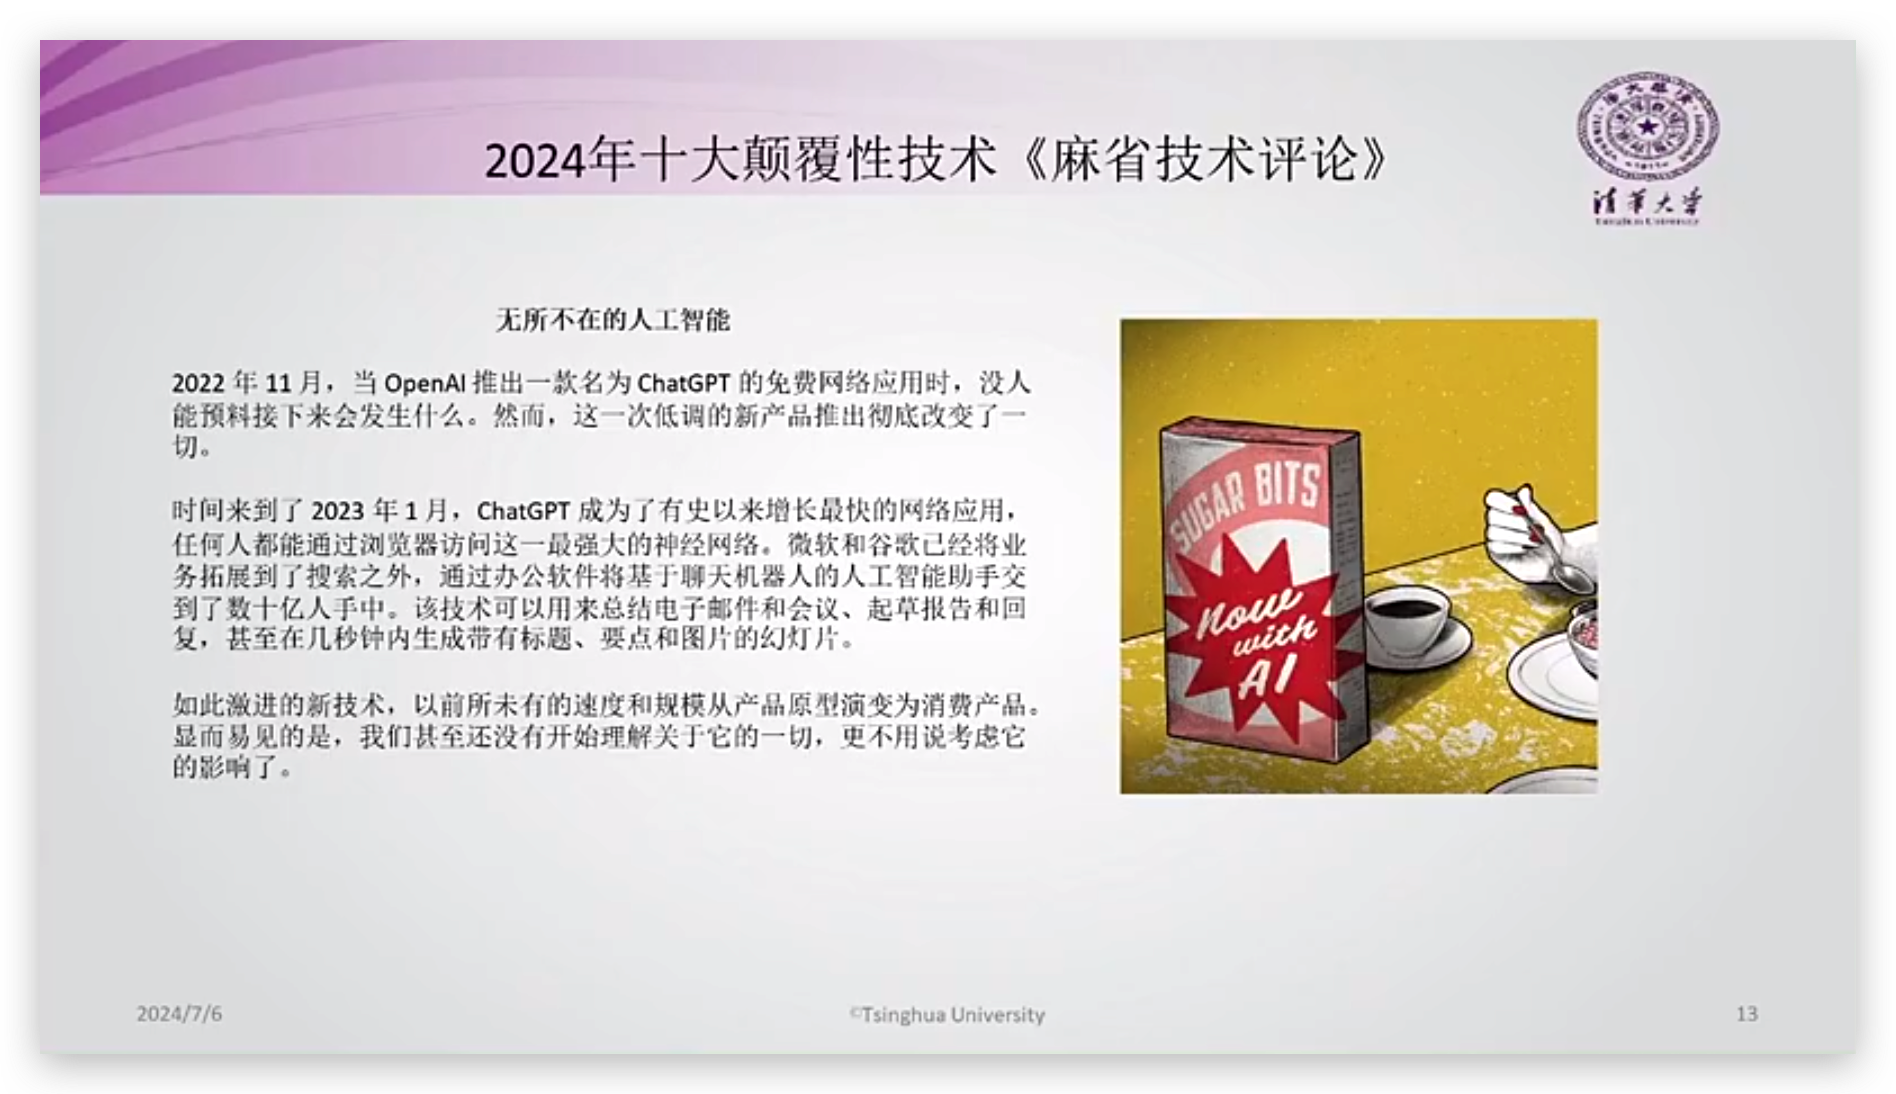 2024年十大颠覆性技术《麻省技术评论》
清华大学
Tsinghua University
无所不在的人工智能
2022 年 11 月，当 OpenAI 推出一款名为 ChatGPT 的免费网络应用时，没人
能预料接下来会发生什么。然而，这一次低调的新产品推出彻底改变了一
切。
时间来到了 2023 年 1 月，ChatGPT 成为了有史以来增长最快的网络应用，
任何人都能通过浏览器访问这一最强大的神经网络。微软和谷歌已经将业
务拓展到了搜索之外，通过办公软件将基于聊天机器人的人工智能助手交
到了数十亿人手中。该技术可以用来总结电子邮件和会议、起草报告和回
复，甚至在几秒钟内生成带有标题、要点和图片的幻灯片。
如此激进的新技术，以前所未有的速度和规模从产品原型演变为消费产品。
显而易见的是，我们甚至还没有开始理解关于它的一切，更不用说考虑它
的影响了。
SUGAR BITS
Now
with
AI
2024/7/6
©Tsinghua University
13